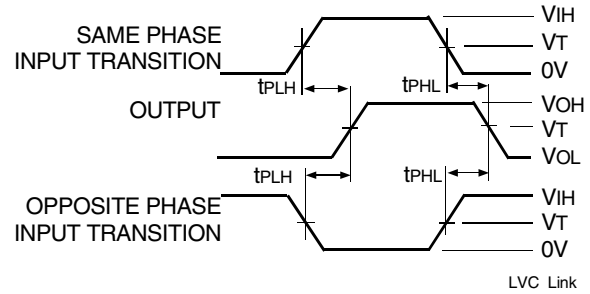 SAME PHASE
INPUT TRANSITION
VIH
VT
0V
tPLH
tPHL
OUTPUT
VOH
VT
VOL
tPLH
tPHL
OPPOSITE PHASE
INPUT TRANSITION
VIH
VT
0V
LVC Link